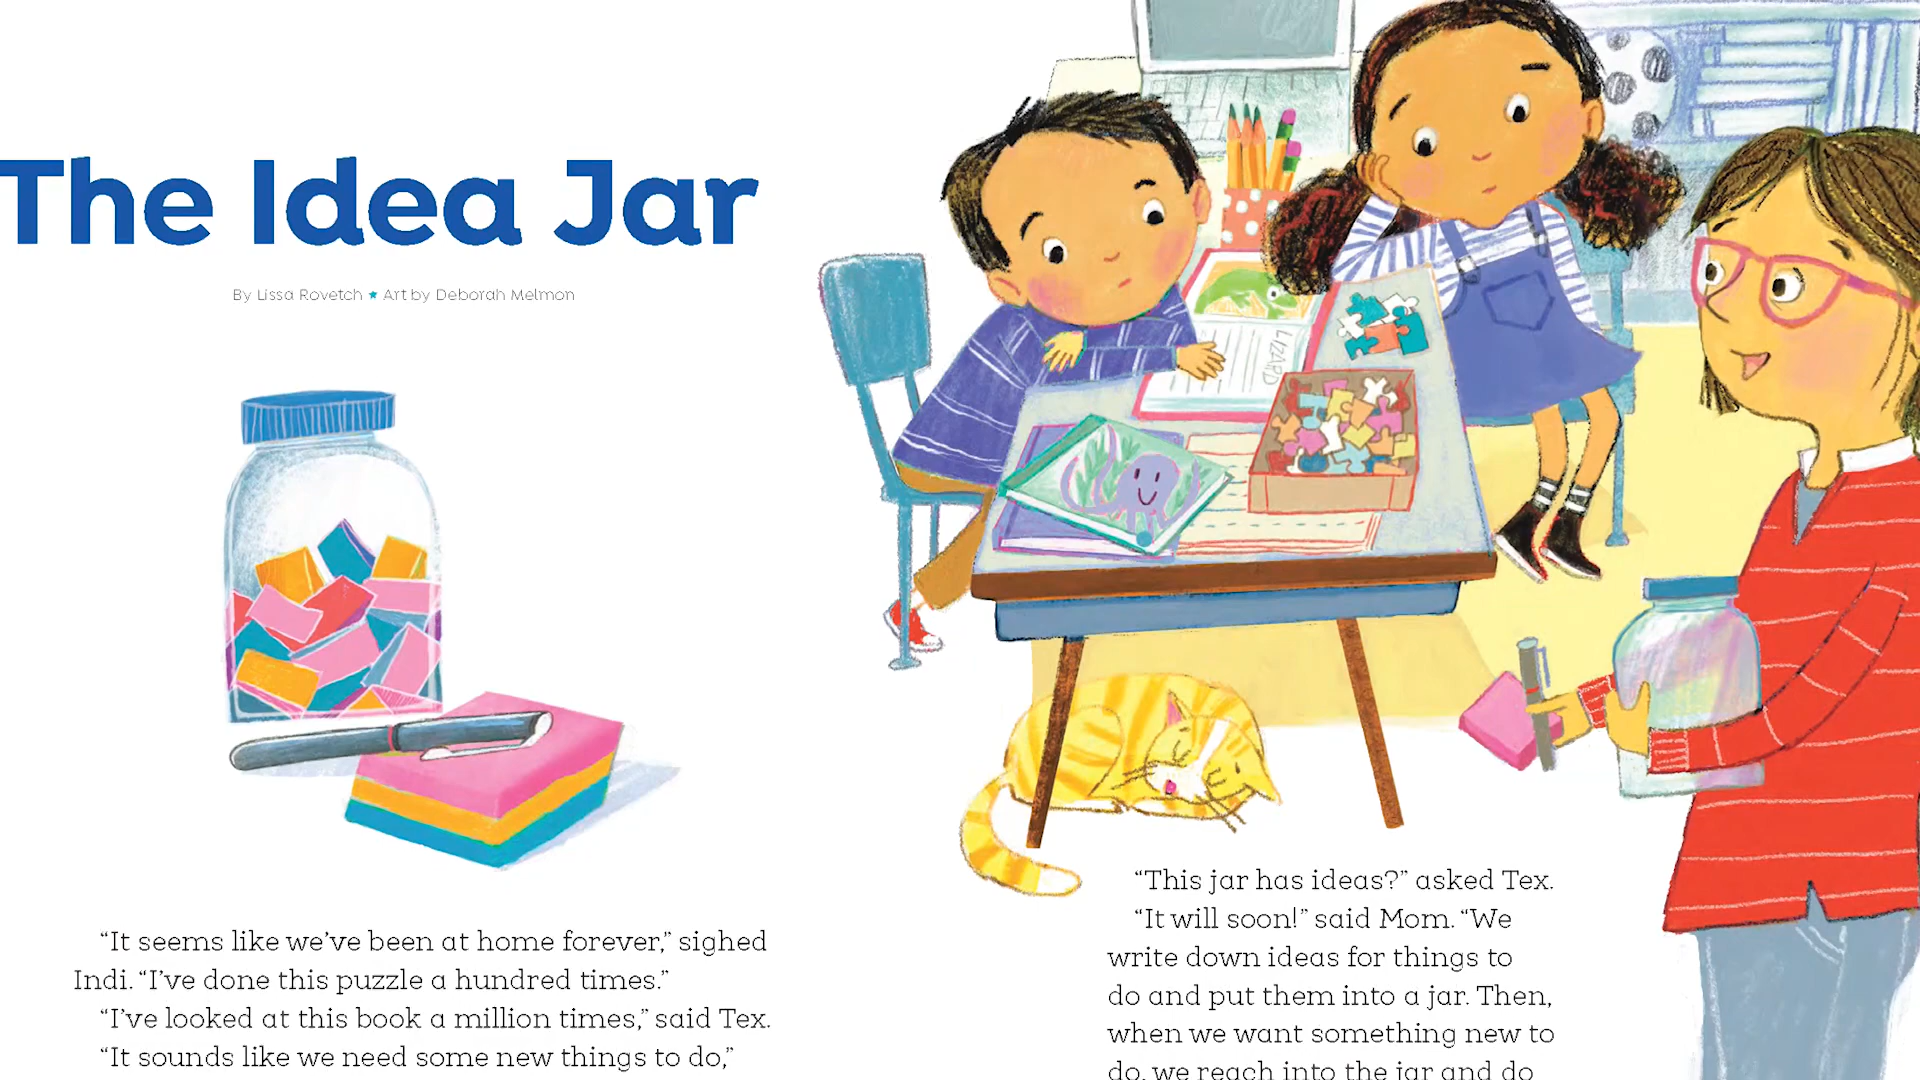 The Idea Jar
By Lissa Rovetch ★ Art by Deborah Melmon
LIZARD
“It seems like we’ve been at home forever,” sighed
Indi. “I’ve done this puzzle a hundred times.”
“I’ve looked at this book a million times,” said Tex.
“It sounds like we need some new things to do,”
“This jar has ideas?” asked Tex.
“It will soon!” said Mom. “We
write down ideas for things to
do and put them into a jar. Then,
when we want something new to
do, we reach into the jar and do